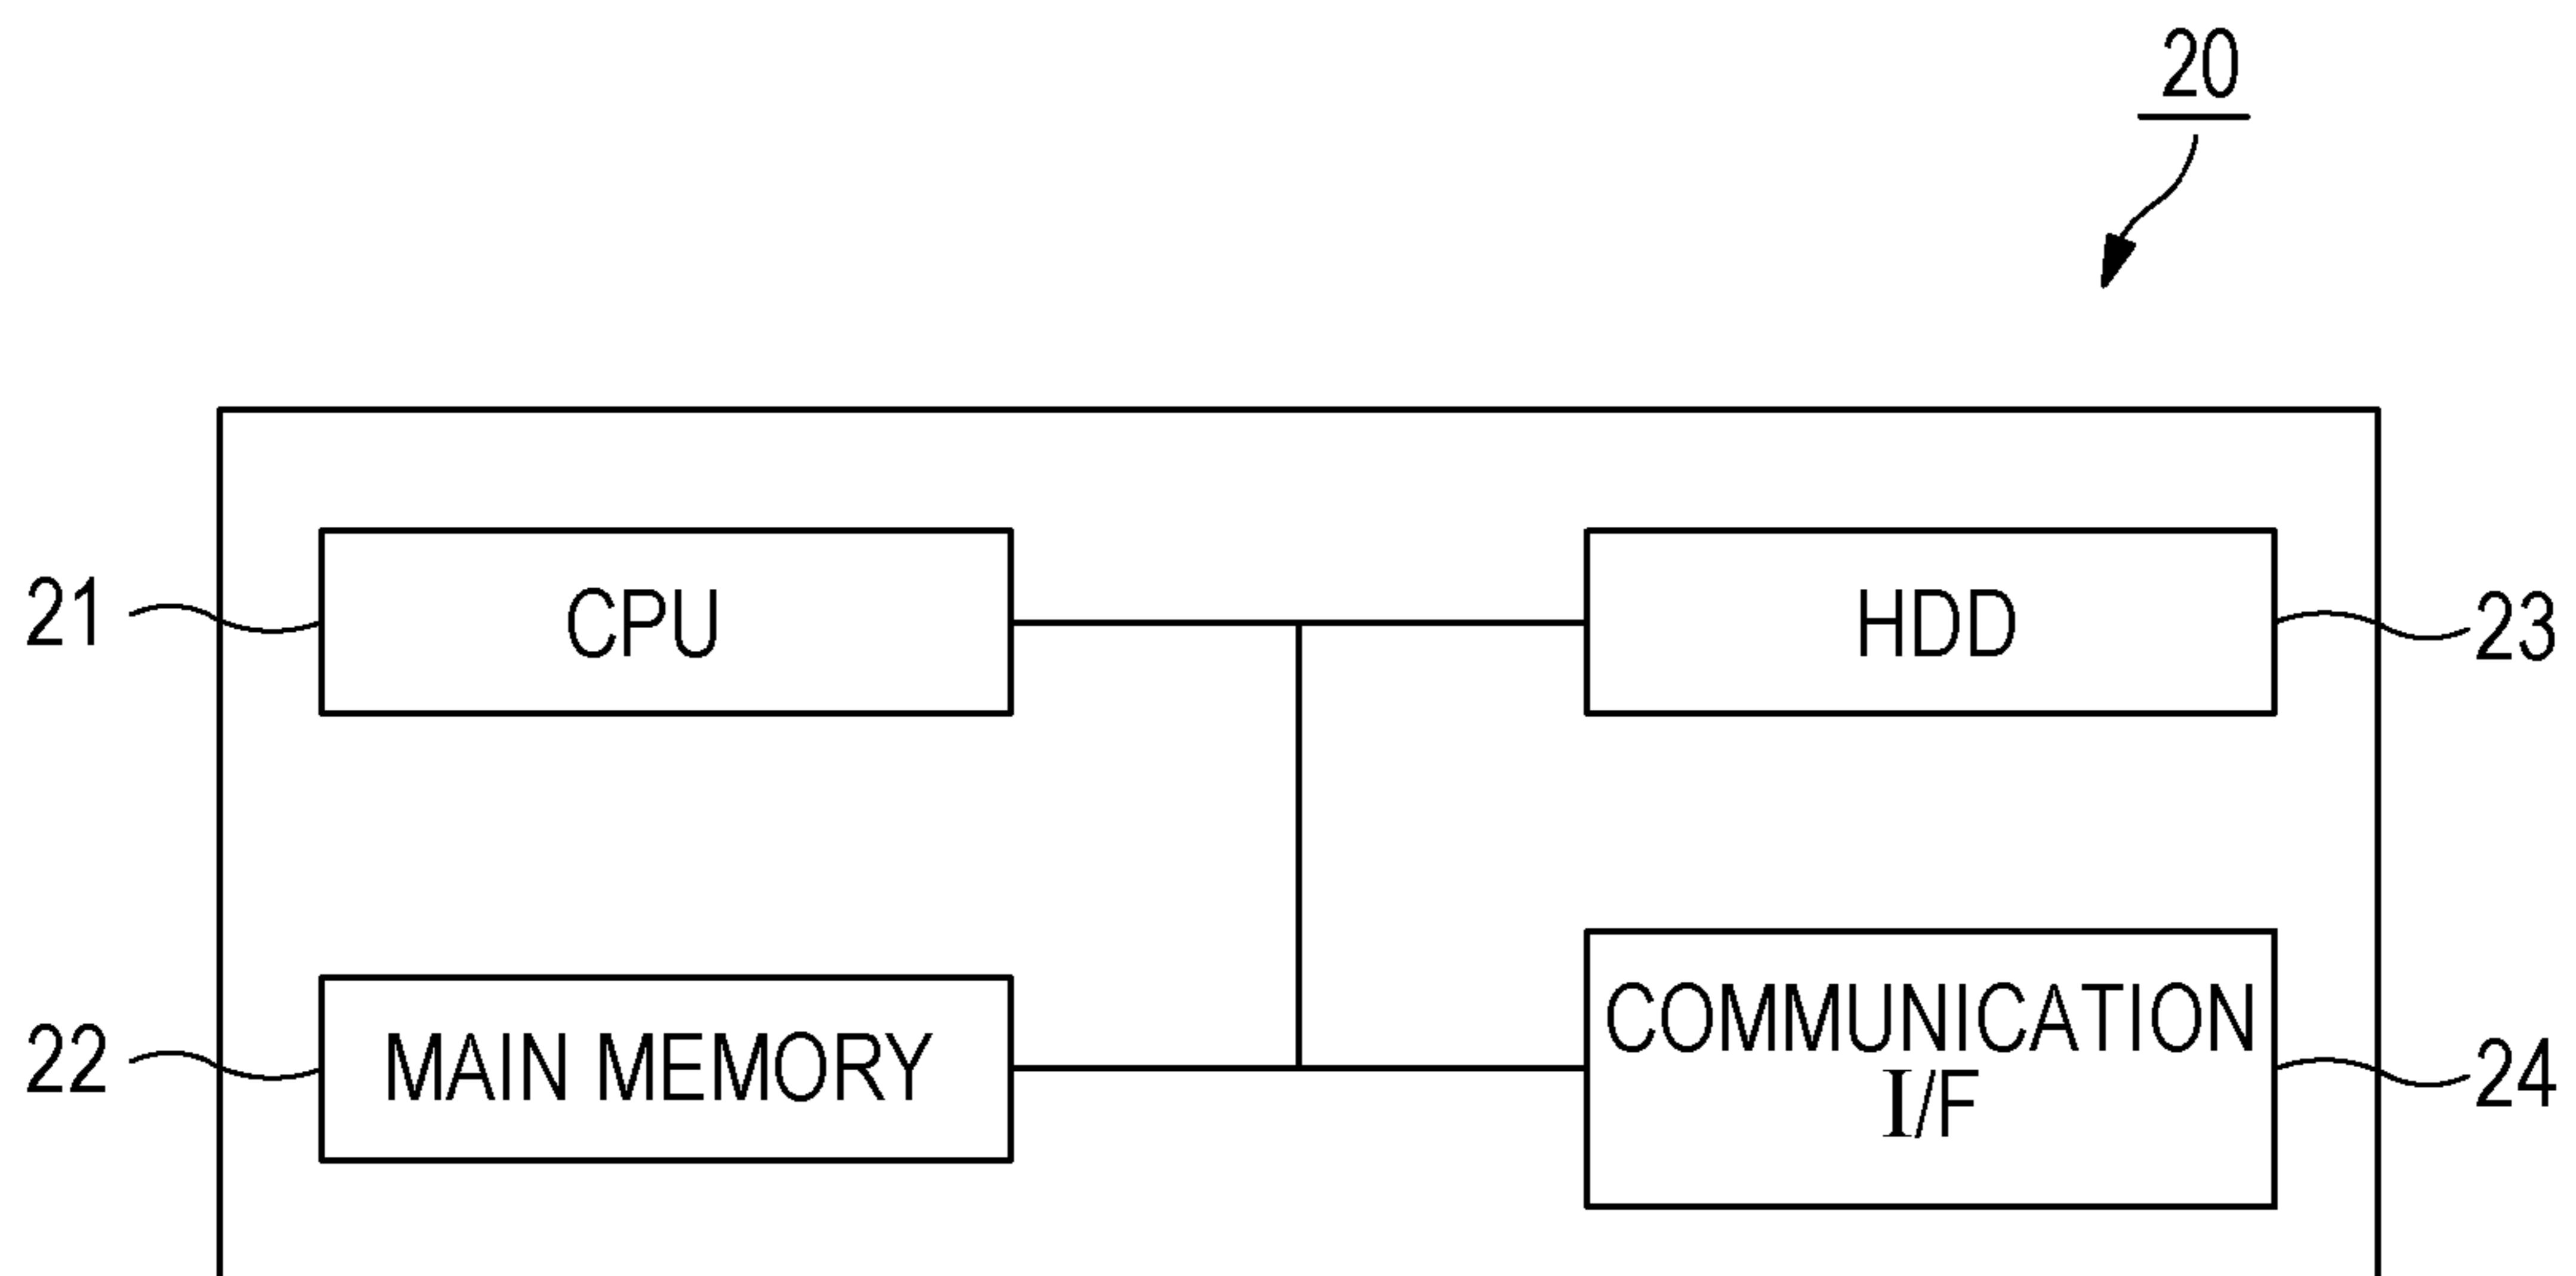 20
21
CPU
HDD
23
22
MAIN MEMORY
COMMUNICATION
I/F
24